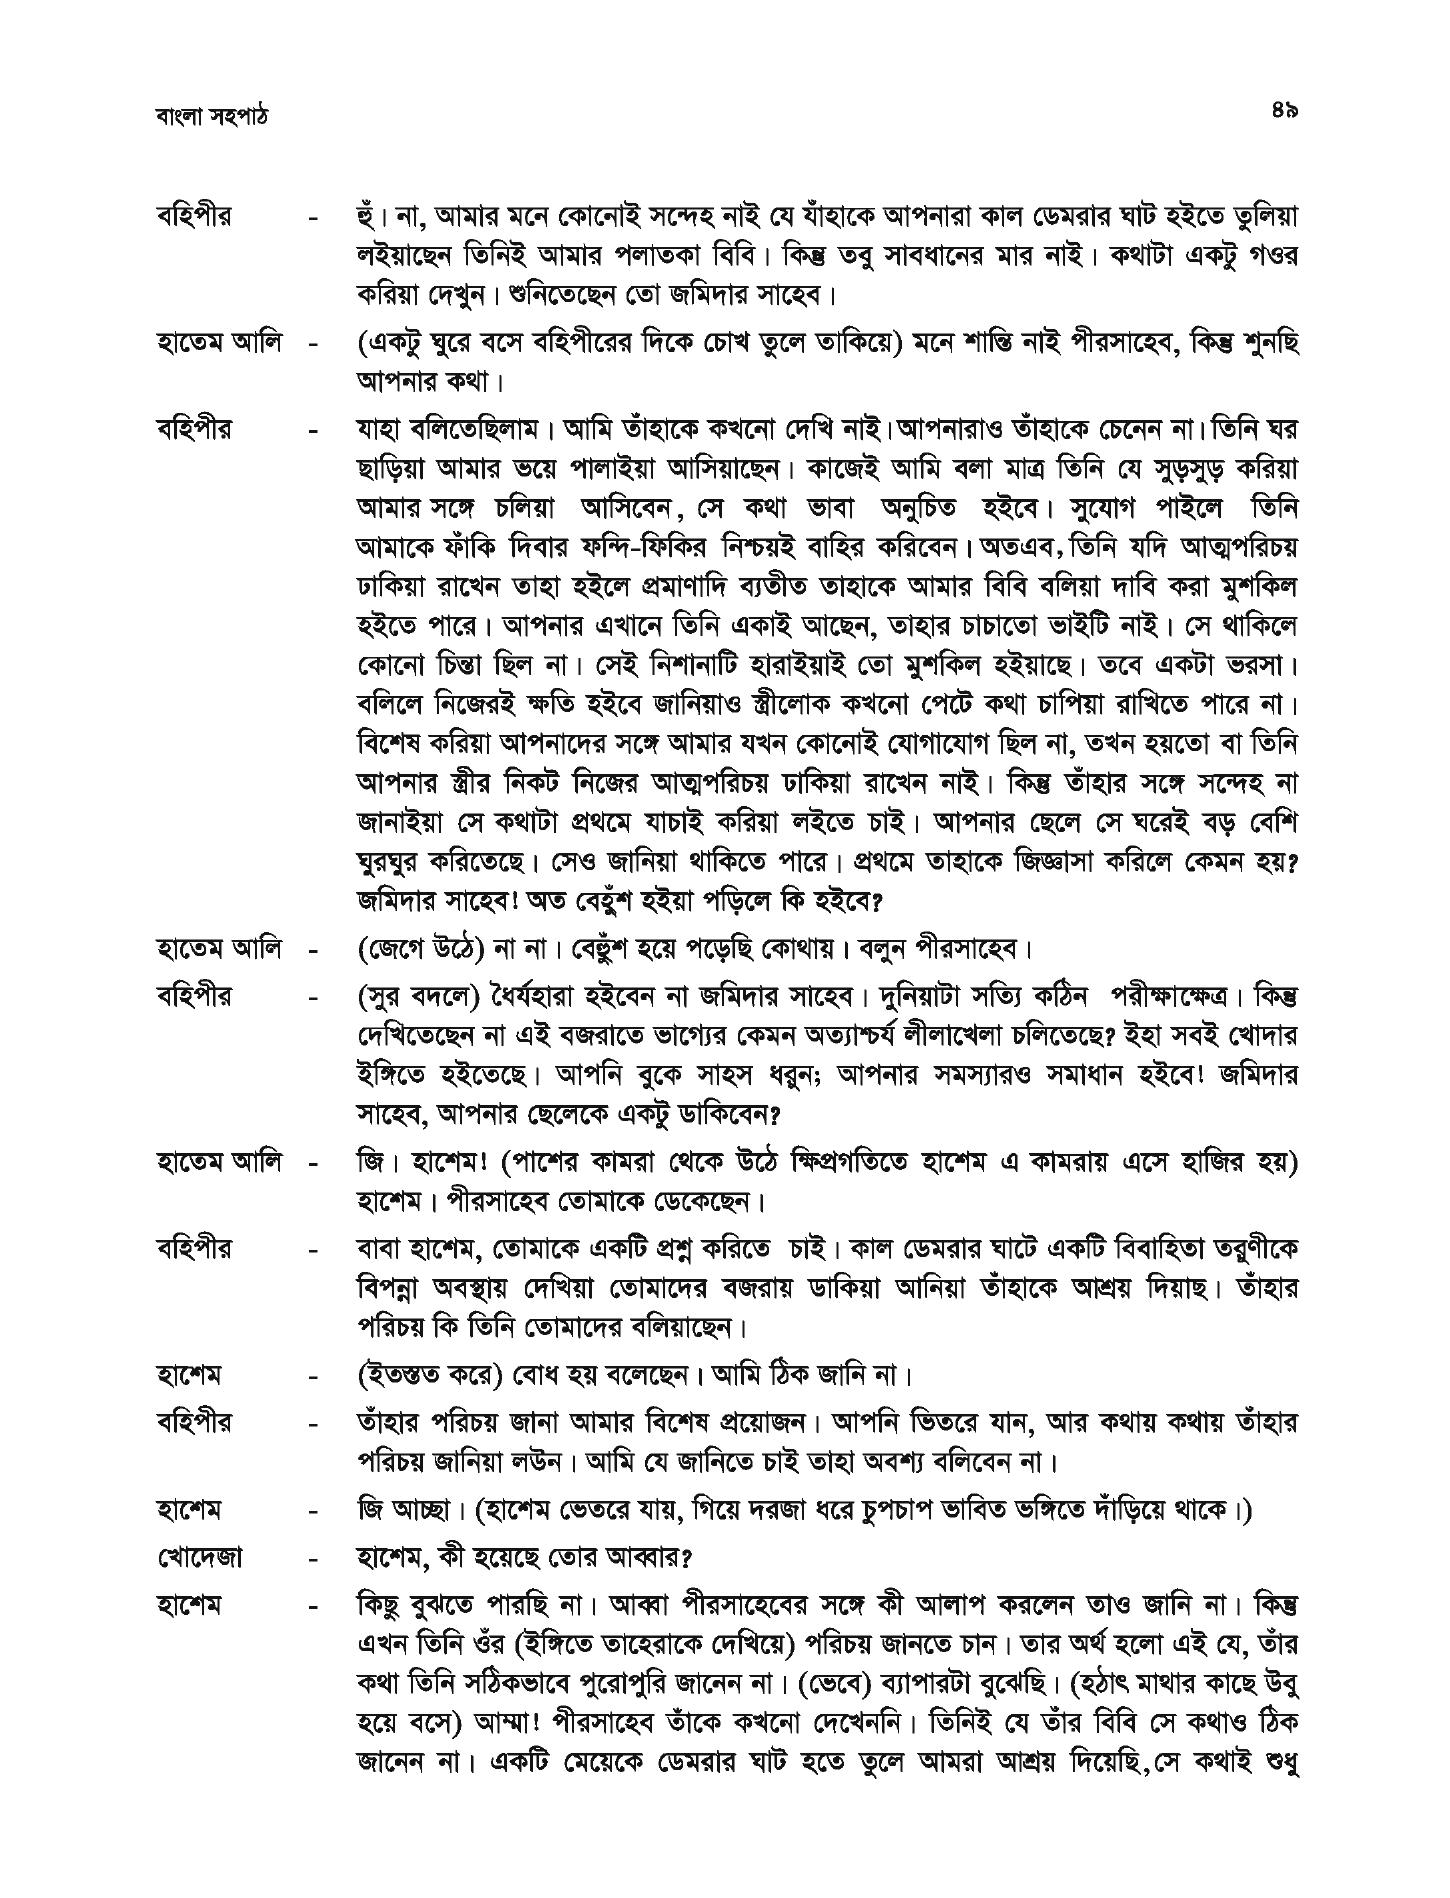 বাংলা সহপাঠ ৪৯
বহিপীর - হুঁ। না, আমার মনে কোনোই সন্দেহ নাই যে যাঁহাকে আপনারা কাল ডেমরার ঘাট হইতে তুলিয়া
লইয়াছেন তিনিই আমার পলাতকা বিবি। কিন্তু তবু সাবধানের মার নাই। কথাটা একটু গওর
করিয়া দেখুন। শুনিতেছেন তো জমিদার সাহেব।
হাতেম আলি - (একটু ঘুরে বসে বহিপীরের দিকে চোখ তুলে তাকিয়ে) মনে শান্তি নাই পীরসাহেব, কিন্তু শুনছি
আপনার কথা।
বহিপীর - যাহা বলিতেছিলাম। আমি তাঁহাকে কখনো দেখি নাই। আপনারাও তাঁহাকে চেনেন না। তিনি ঘর
ছাড়িয়া আমার ভয়ে পালাইয়া আসিয়াছেন। কাজেই আমি বলা মাত্র তিনি যে সুড়সুড় করিয়া
আমার সঙ্গে চলিয়া আসিবেন, সে কথা ভাবা অনুচিত হইবে। সুযোগ পাইলে তিনি
আমাকে ফাঁকি দিবার ফন্দি-ফিকির নিশ্চয়ই বাহির করিবেন। অতএব, তিনি যদি আত্মপরিচয়
ঢাকিয়া রাখেন তাহা হইলে প্রমাণাদি ব্যতীত তাহাকে আমার বিবি বলিয়া দাবি করা মুশকিল
হইতে পারে। আপনার এখানে তিনি একাই আছেন, তাহার চাচাতো ভাইটি নাই। সে থাকিলে
কোনো চিন্তা ছিল না। সেই নিশানাটি হারাইয়াই তো মুশকিল হইয়াছে। তবে একটা ভরসা।
বলিলে নিজেরই ক্ষতি হইবে জানিয়াও স্ত্রীলোক কখনো পেটে কথা চাপিয়া রাখিতে পারে না।
বিশেষ করিয়া আপনাদের সঙ্গে আমার যখন কোনোই যোগাযোগ ছিল না, তখন হয়তো বা তিনি
আপনার স্ত্রীর নিকট নিজের আত্মপরিচয় ঢাকিয়া রাখেন নাই। কিন্তু তাঁহার সঙ্গে সন্দেহ না
জানাইয়া সে কথাটা প্রথমে যাচাই করিয়া লইতে চাই। আপনার ছেলে সে ঘরেই বড় বেশি
ঘুরঘুর করিতেছে। সেও জানিয়া থাকিতে পারে। প্রথমে তাহাকে জিজ্ঞাসা করিলে কেমন হয়?
জমিদার সাহেব! অত বেহুঁশ হইয়া পড়িলে কি হইবে?
হাতেম আলি - (জেগে উঠে) না না। বেহুঁশ হয়ে পড়েছি কোথায়। বলুন পীরসাহেব।
বহিপীর - (সুর বদলে) ধৈর্যহারা হইবেন না জমিদার সাহেব। দুনিয়াটা সত্যি কঠিন পরীক্ষাক্ষেত্র। কিন্তু
দেখিতেছেন না এই বজরাতে ভাগ্যের কেমন অত্যাশ্চর্য লীলাখেলা চলিতেছে? ইহা সবই খোদার
ইঙ্গিতে হইতেছে। আপনি বুকে সাহস ধরুন; আপনার সমস্যারও সমাধান হইবে! জমিদার
সাহেব, আপনার ছেলেকে একটু ডাকিবেন?
হাতেম আলি - জি। হাশেম! (পাশের কামরা থেকে উঠে ক্ষিপ্রগতিতে হাশেম এ কামরায় এসে হাজির হয়)
হাশেম। পীরসাহেব তোমাকে ডেকেছেন।
বহিপীর - বাবা হাশেম, তোমাকে একটি প্রশ্ন করিতে চাই। কাল ডেমরার ঘাটে একটি বিবাহিতা তরুণীকে
বিপন্না অবস্থায় দেখিয়া তোমাদের বজরায় ডাকিয়া আনিয়া তাঁহাকে আশ্রয় দিয়াছ। তাঁহার
পরিচয় কি তিনি তোমাদের বলিয়াছেন।
হাশেম - (ইতস্তত করে) বোধ হয় বলেছেন। আমি ঠিক জানি না।
বহিপীর - তাঁহার পরিচয় জানা আমার বিশেষ প্রয়োজন। আপনি ভিতরে যান, আর কথায় কথায় তাঁহার
পরিচয় জানিয়া লউন। আমি যে জানিতে চাই তাহা অবশ্য বলিবেন না।
হাশেম - জি আচ্ছা। (হাশেম ভেতরে যায়, গিয়ে দরজা ধরে চুপচাপ ভাবিত ভঙ্গিতে দাঁড়িয়ে থাকে।)
খোদেজা - হাশেম, কী হয়েছে তোর আব্বার?
হাশেম - কিছু বুঝতে পারছি না। আব্বা পীরসাহেবের সঙ্গে কী আলাপ করলেন তাও জানি না। কিন্তু
এখন তিনি ওঁর (ইঙ্গিতে তাহেরাকে দেখিয়ে) পরিচয় জানতে চান। তার অর্থ হলো এই যে, তাঁর
কথা তিনি সঠিকভাবে পুরোপুরি জানেন না। (ভেবে) ব্যাপারটা বুঝেছি। (হঠাৎ মাথার কাছে উবু
হয়ে বসে) আম্মা! পীরসাহেব তাঁকে কখনো দেখেননি। তিনিই যে তাঁর বিবি সে কথাও ঠিক
জানেন না। একটি মেয়েকে ডেমরার ঘাট হতে তুলে আমরা আশ্রয় দিয়েছি,সে কথাই শুধু